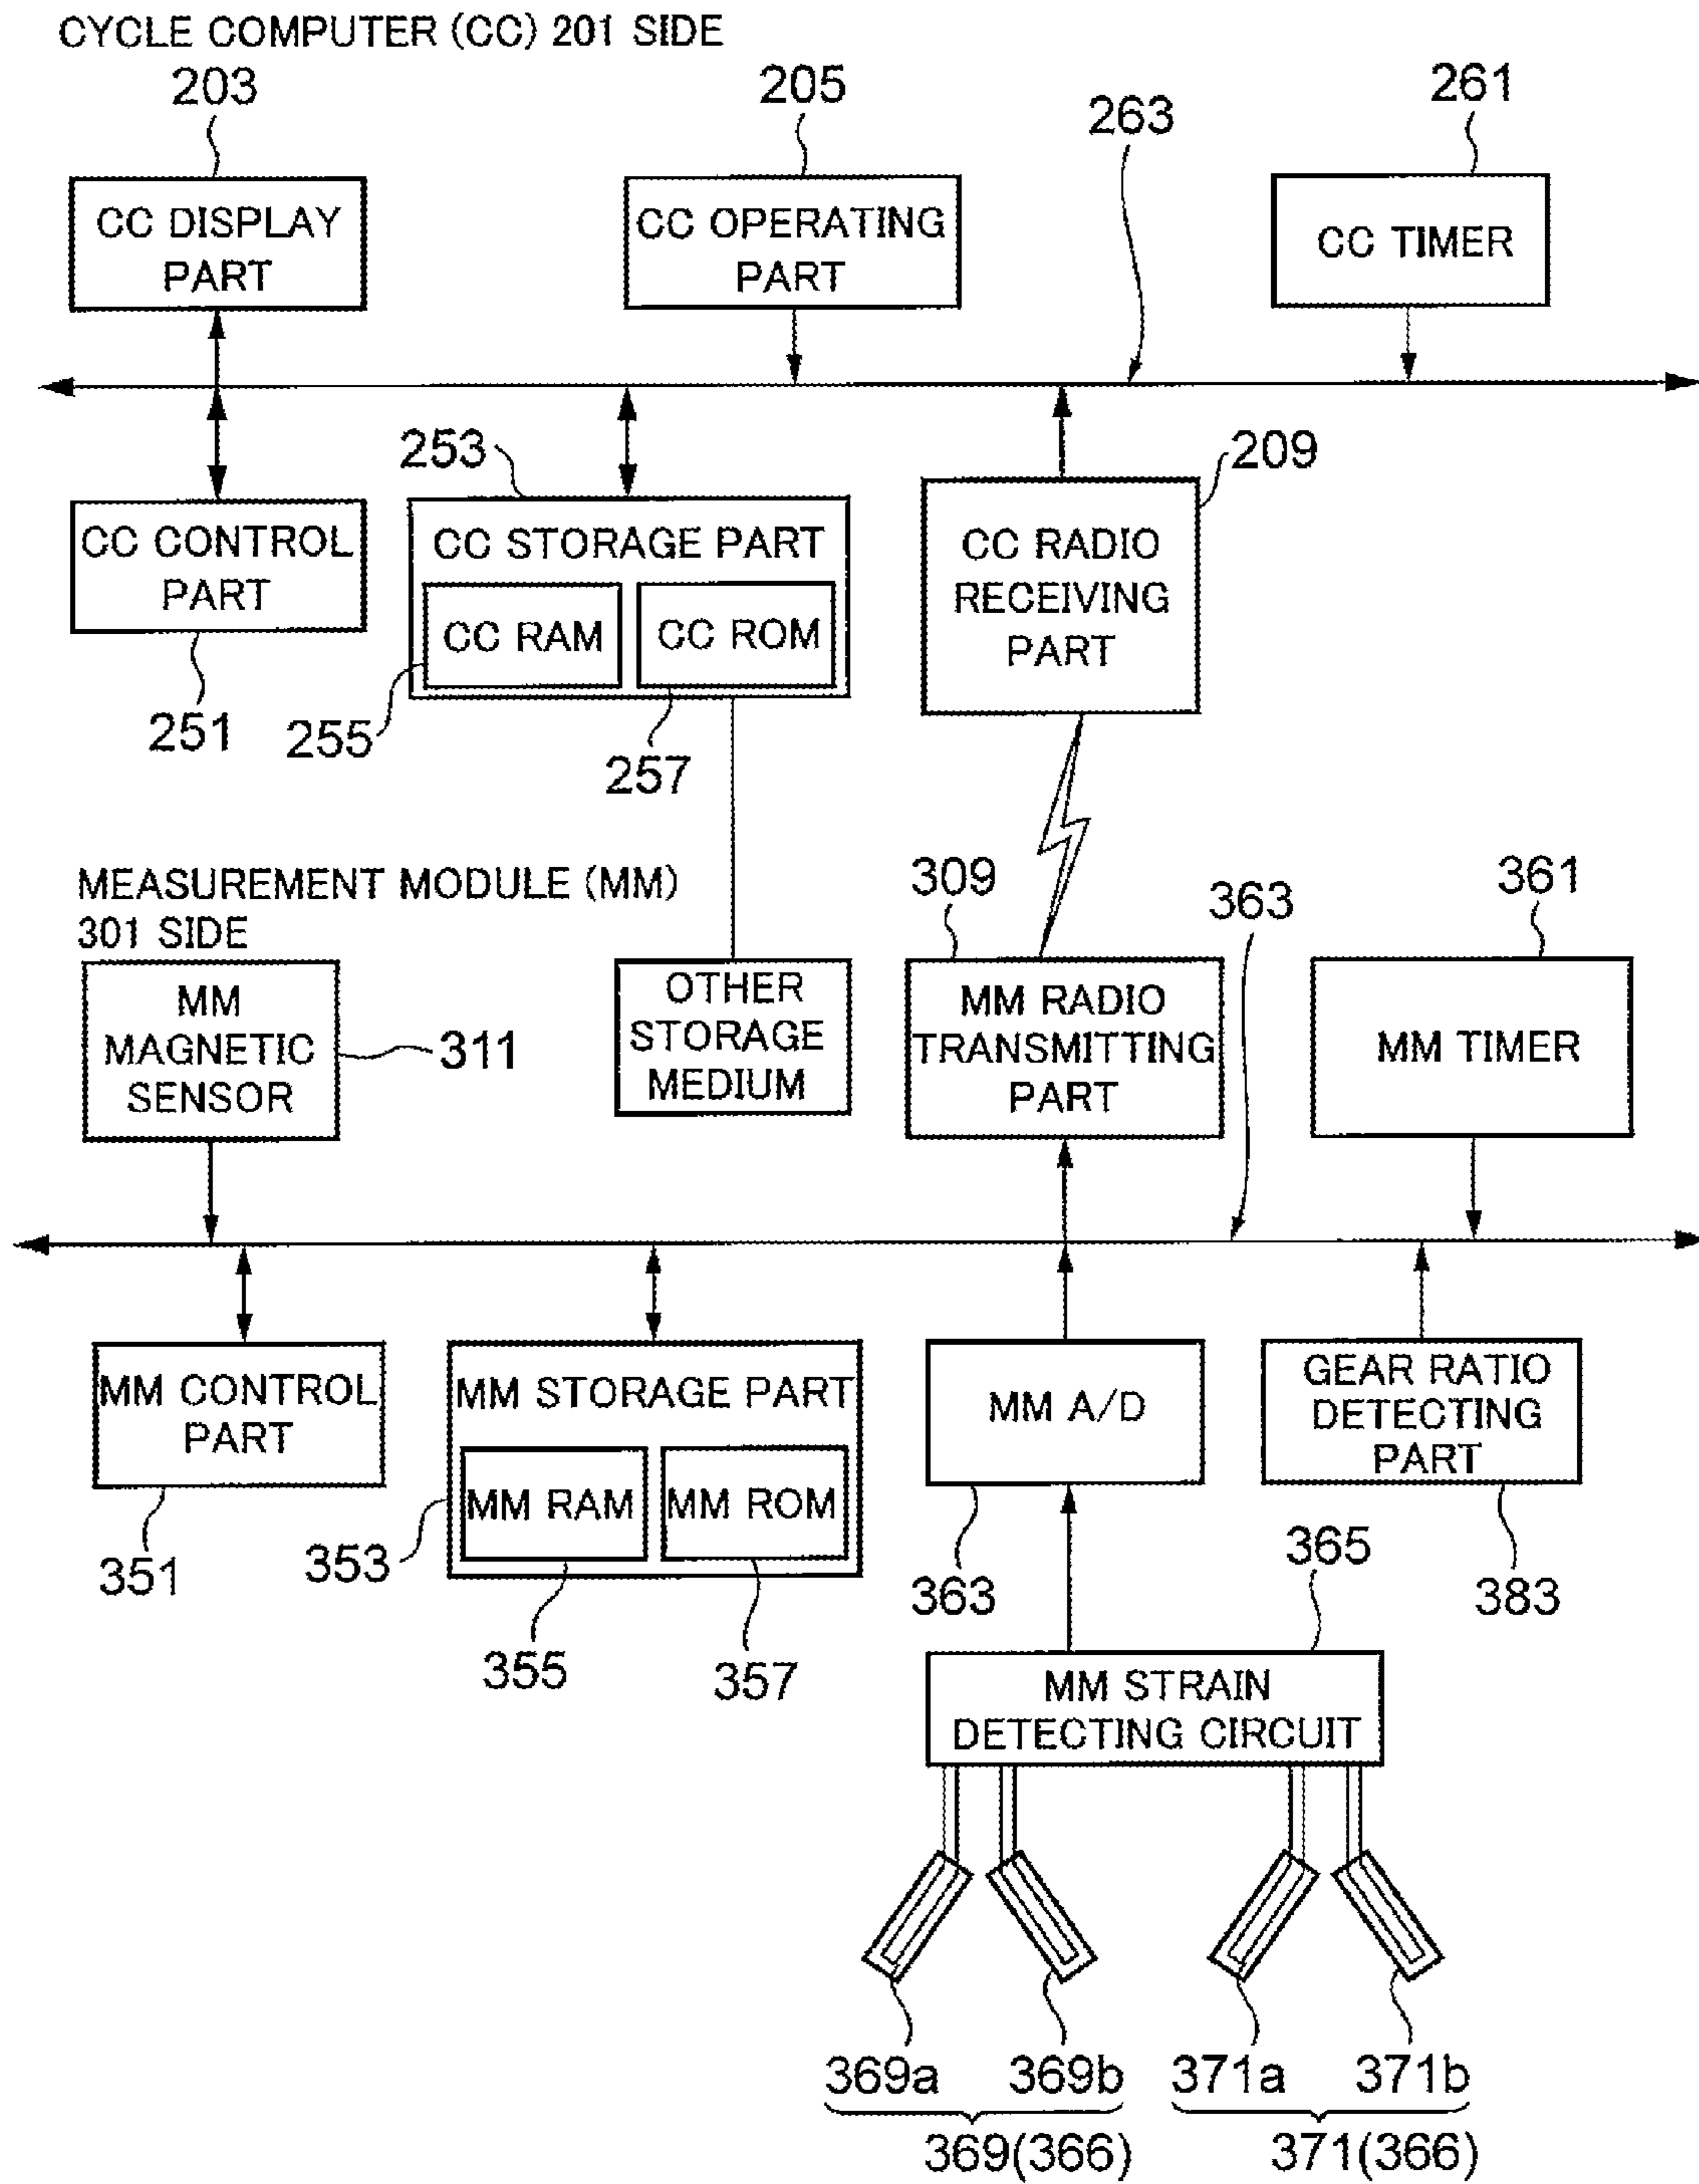 CYCLE COMPUTER (CC) 201 SIDE
203
205
263
261
CC DISPLAY
PART
CC OPERATING
PART
CC TIMER
253
209
CC CONTROL
PART
CC STORAGE PART
CC RAM
CC ROM
CC RADIO
RECEIVING
PART
251
255
257
MEASUREMENT MODULE (MM)
301 SIDE
309
363
361
MM
MAGNETIC
SENSOR
311
OTHER
STORAGE
MEDIUM
MM RADIO
TRANSMITTING
PART
MM TIMER
MM CONTROL
PART
MM STORAGE PART
MM RAM
MM ROM
MM A/D
GEAR RATIO
DETECTING
PART
351
353
355
357
363
365
383
MM STRAIN
DETECTING CIRCUIT
369a
369b
371a
371b
369(366)
371(366)